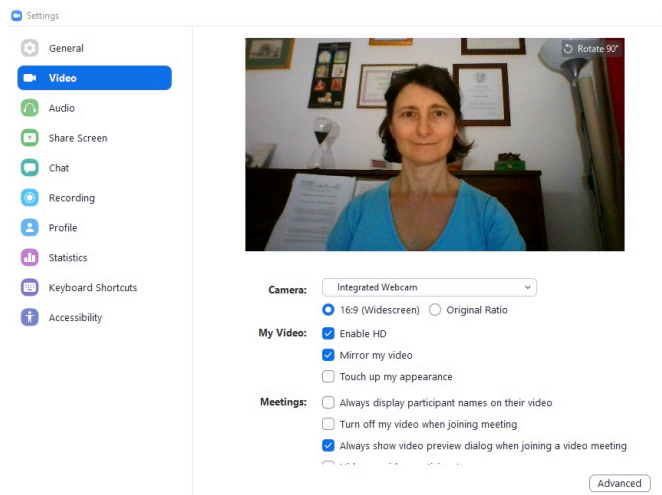 Settings
General
Video
Audio
Share Screen
Chat
Recording
Profile
Statistics
Keyboard Shortcuts
Accessibility
Rotate 90°
Camera: Integrated Webcam
16:9 (Widescreen) Original Ratio
My Video: Enable HD
Mirror my video
Touch up my appearance
Meetings: Always display participant names on their video
Turn off my video when joining meeting
Always show video preview dialog when joining a video meeting
Advanced